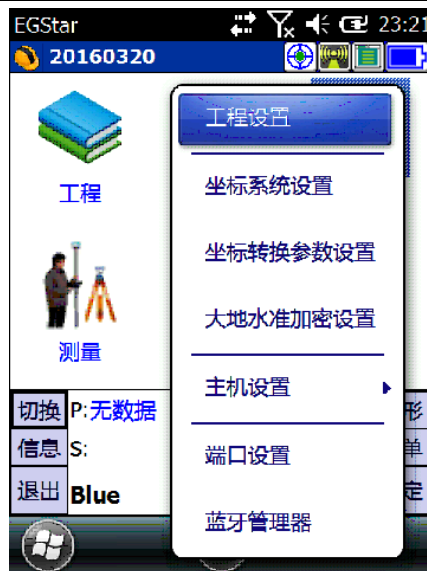 EGStar 23:21
20160320
工程
测量
工程设置
坐标系统设置
坐标转换参数设置
大地水准加密设置
主机设置
端口设置
蓝牙管理器
切换 P:无数据 形
信息 S: 单
退出 Blue 定